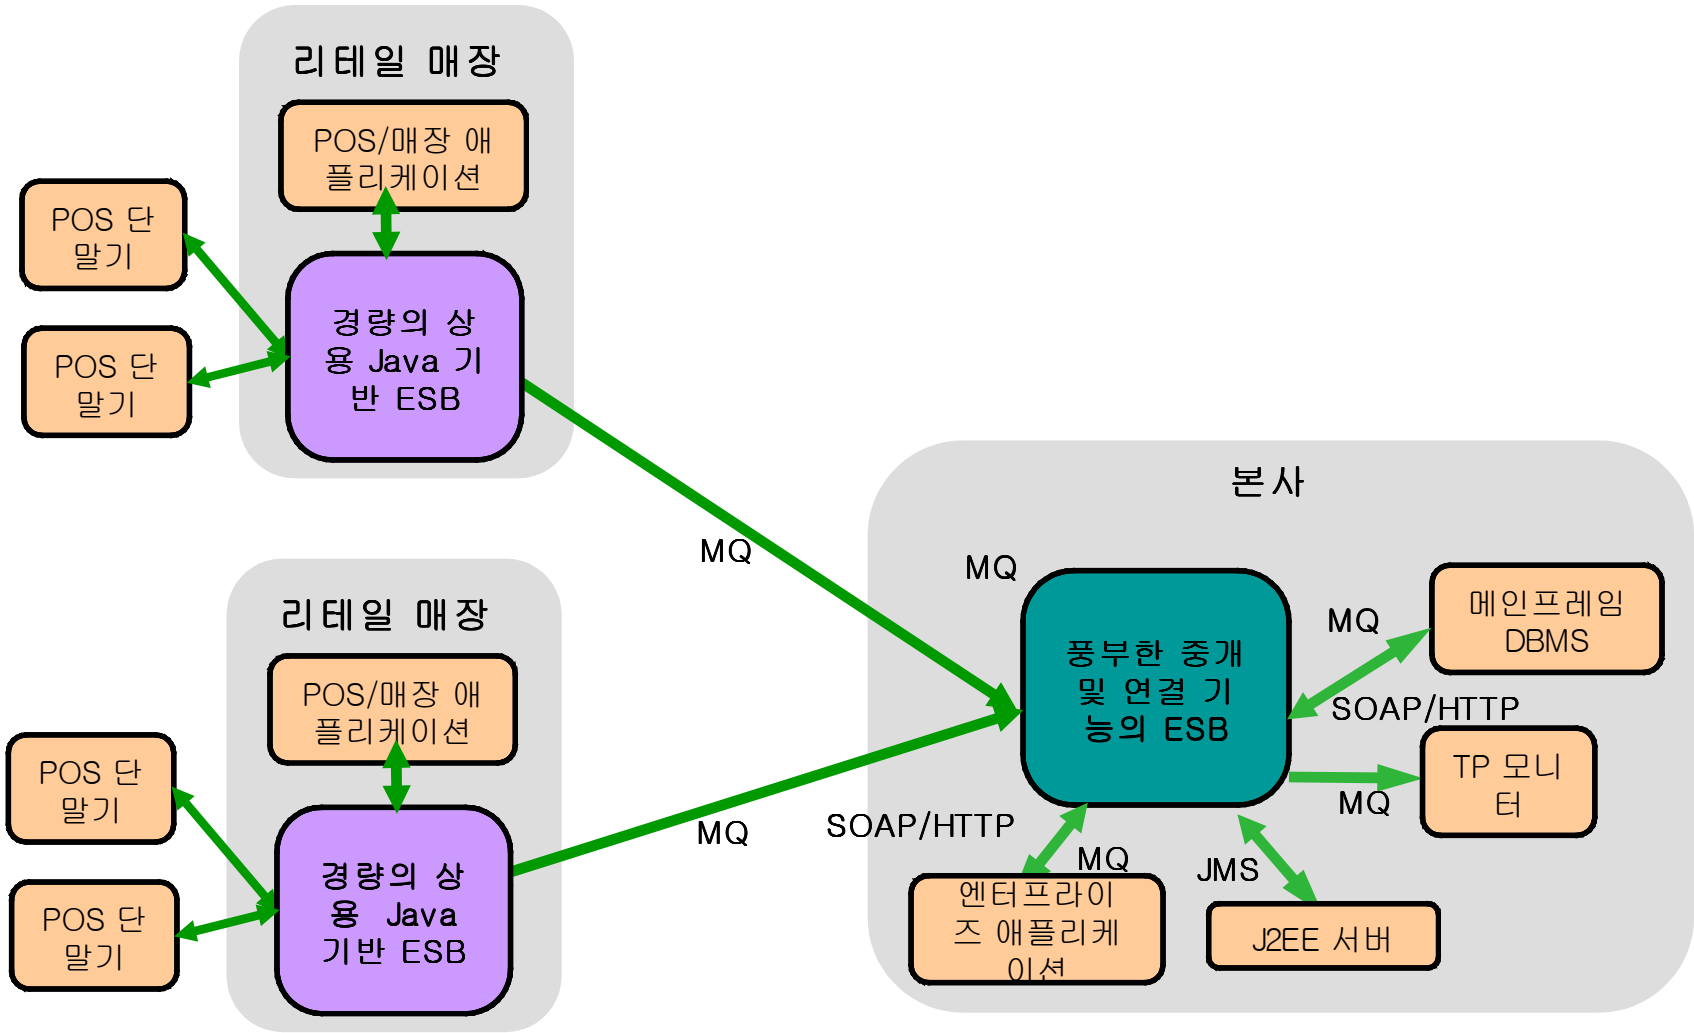 리테일 매장
POS/매장 애
플리케이션
POS 단
말기
POS 단
말기
경량의 상
용 Java 기
반 ESB
MQ
리테일 매장
POS/매장 애
플리케이션
POS 단
말기
POS 단
말기
경량의 상
용 Java
기반 ESB
MQ
본사
MQ
풍부한 중개
및 연결 기
능의 ESB
MQ
메인프레임
DBMS
SOAP/HTTP
TP 모니
터
MQ
SOAP/HTTP
MQ
엔터프라이
즈 애플리케
이션
JMS
J2EE 서버